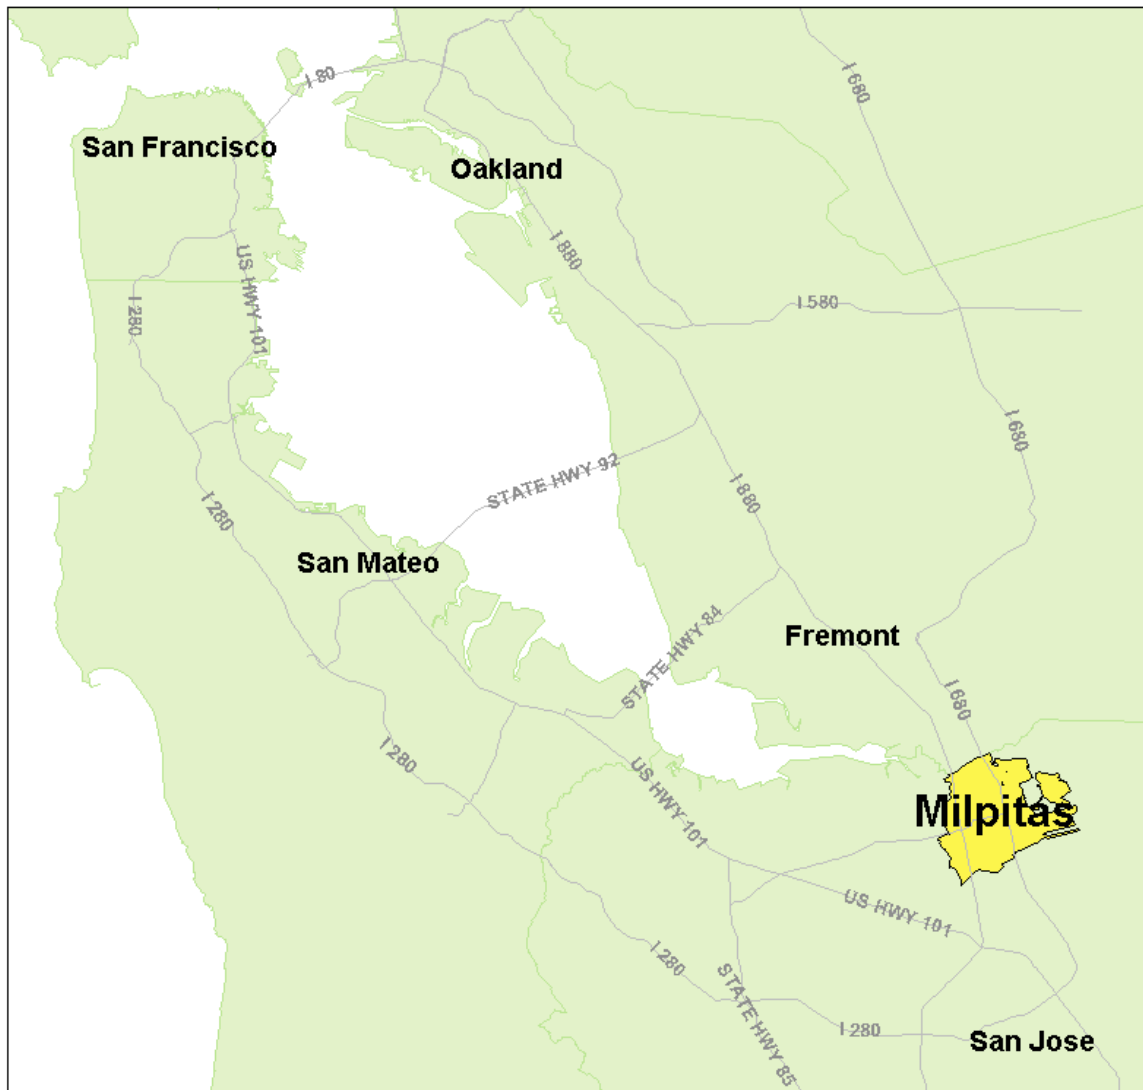 I 80
I 680
San Francisco
Oakland
I 880
US HWY 101
I 280
I 580
I 680
STATE HWY 92
I 880
I 280
San Mateo
STATE HWY 84
Fremont
I 680
I 280
US HWY 101
Milpitas
US HWY 101
I 280
STATE HWY 85
I 280
San Jose